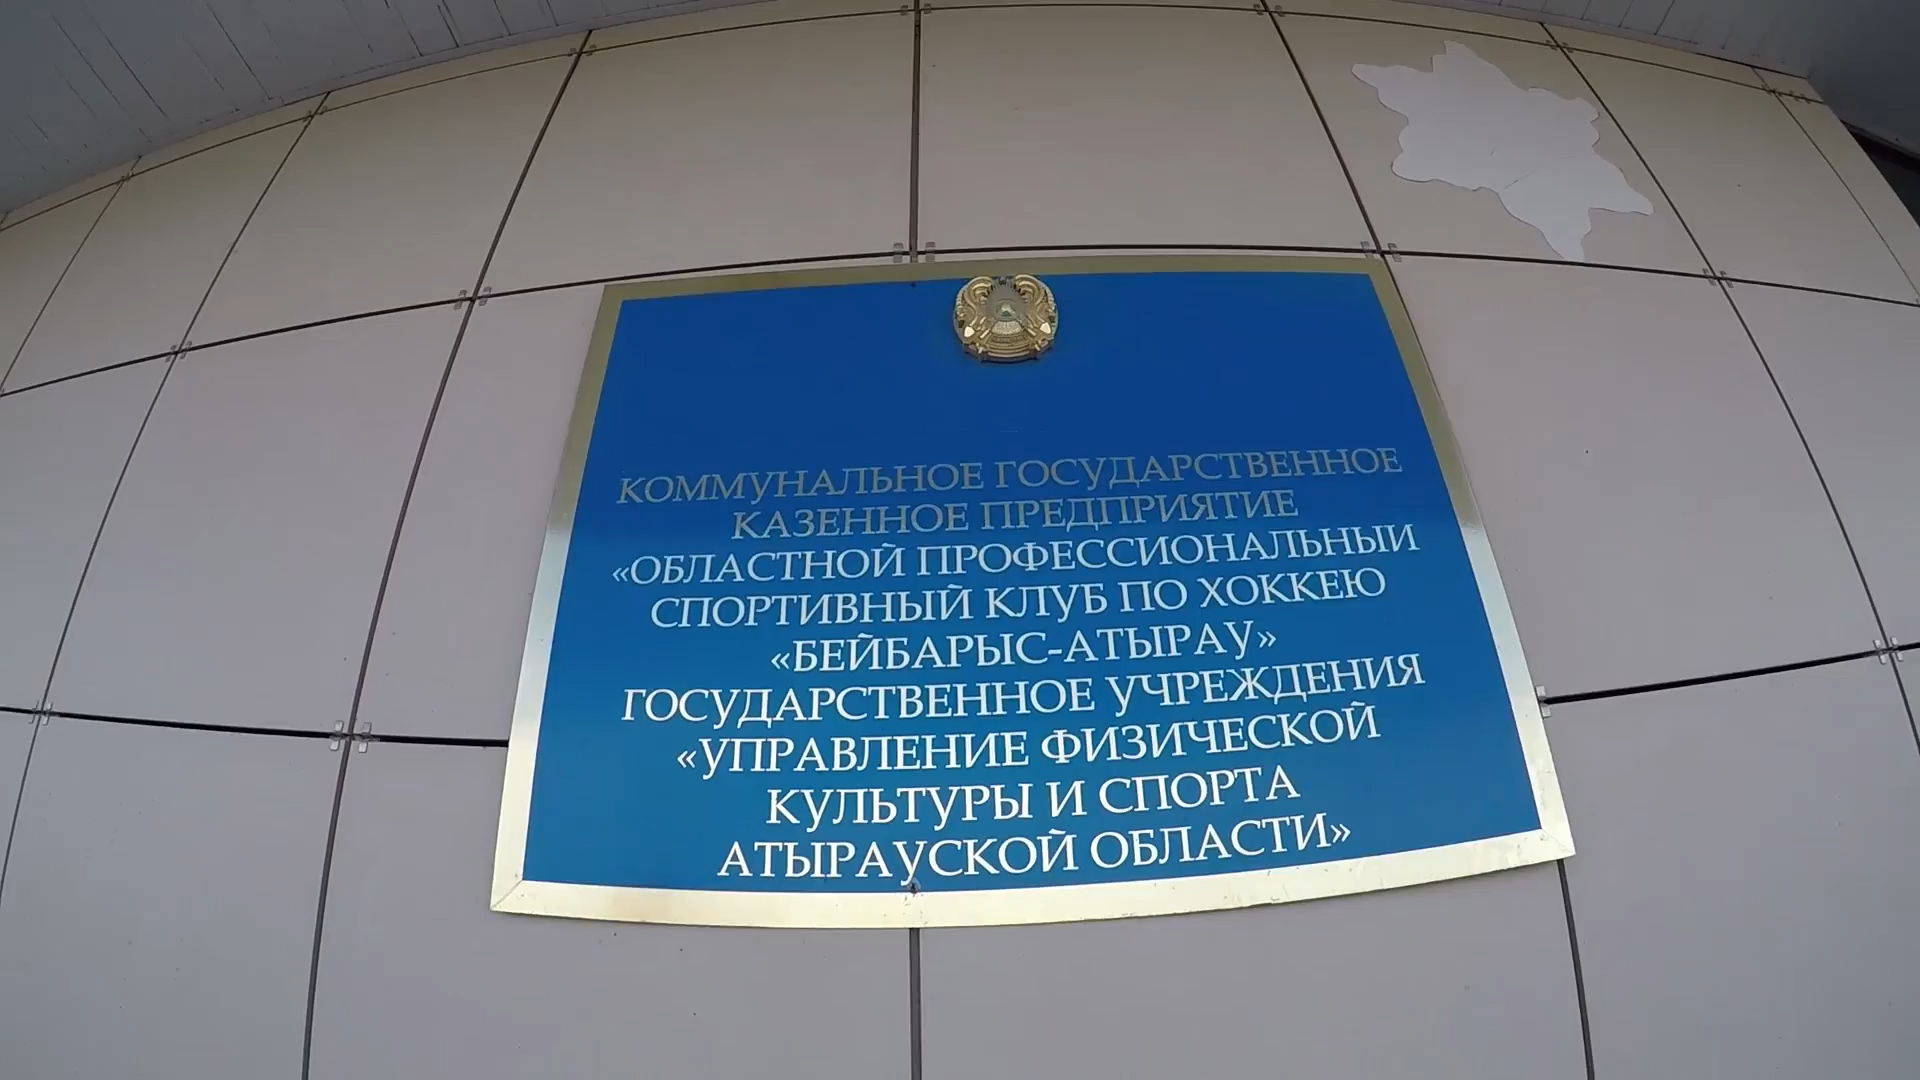 КОММУНАЛЬНОЕ ГОСУДАРСТВЕННОЕ
КАЗЕННОЕ ПРЕДПРИЯТИЕ
«ОБЛАСТНОЙ ПРОФЕССИОНАЛЬНЫЙ
СПОРТИВНЫЙ КЛУБ ПО ХОККЕЮ
«БЕЙБАРЫС-АТЫРАУ»
ГОСУДАРСТВЕННОЕ УЧРЕЖДЕНИЯ
«УПРАВЛЕНИЕ ФИЗИЧЕСКОЙ
КУЛЬТУРЫ И СПОРТА
АТЫРАУСКОЙ ОБЛАСТИ»